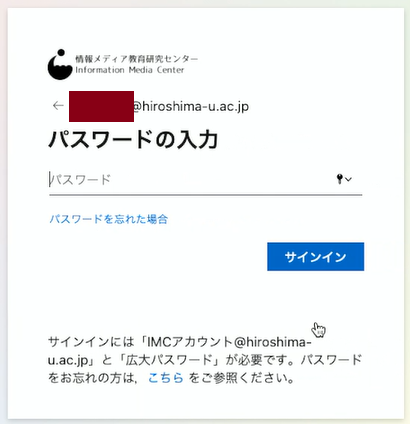 情報メディア教育研究センター
Information Media Center
@hiroshima-u.ac.jp
パスワードの入力
パスワード
パスワードを忘れた場合
サインイン
サインインには「IMCアカウント@hiroshima-
u.ac.jp」と「広大パスワード」が必要です。パスワード
をお忘れの方は，こちら をご参照ください。